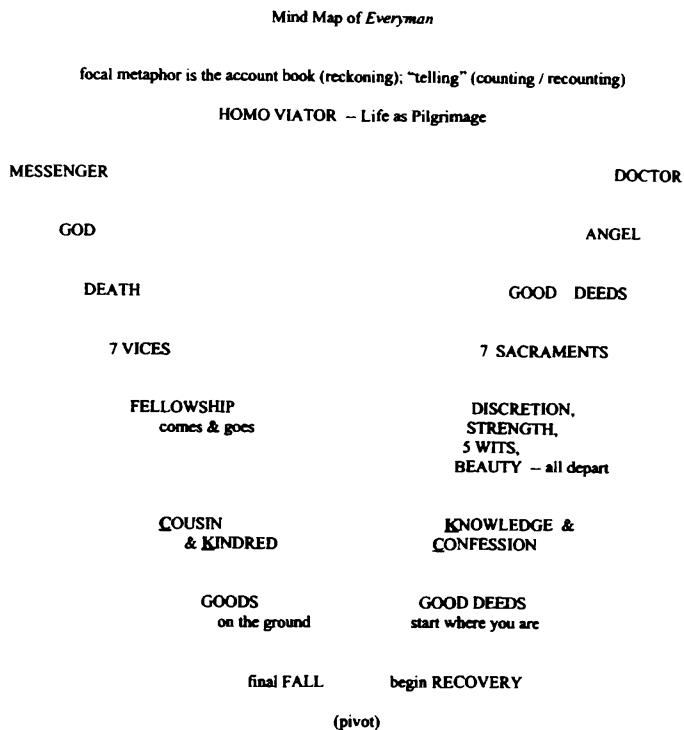 Mind Map of Everyman
focal metaphor is the account book (reckoning); "telling" (counting / recounting)
HOMO VIATOR -- Life as Pilgrimage
MESSENGER
DOCTOR
GOD
ANGEL
DEATH
GOOD DEEDS
7 VICES
7 SACRAMENTS
FELLOWSHIP
comes & goes
DISCRETION,
STRENGTH,
5 WITS,
BEAUTY -- all depart
COUSIN
& KINDRED
KNOWLEDGE &
CONFESSION
GOODS
on the ground
GOOD DEEDS
start where you are
final FALL
begin RECOVERY
(pivot)